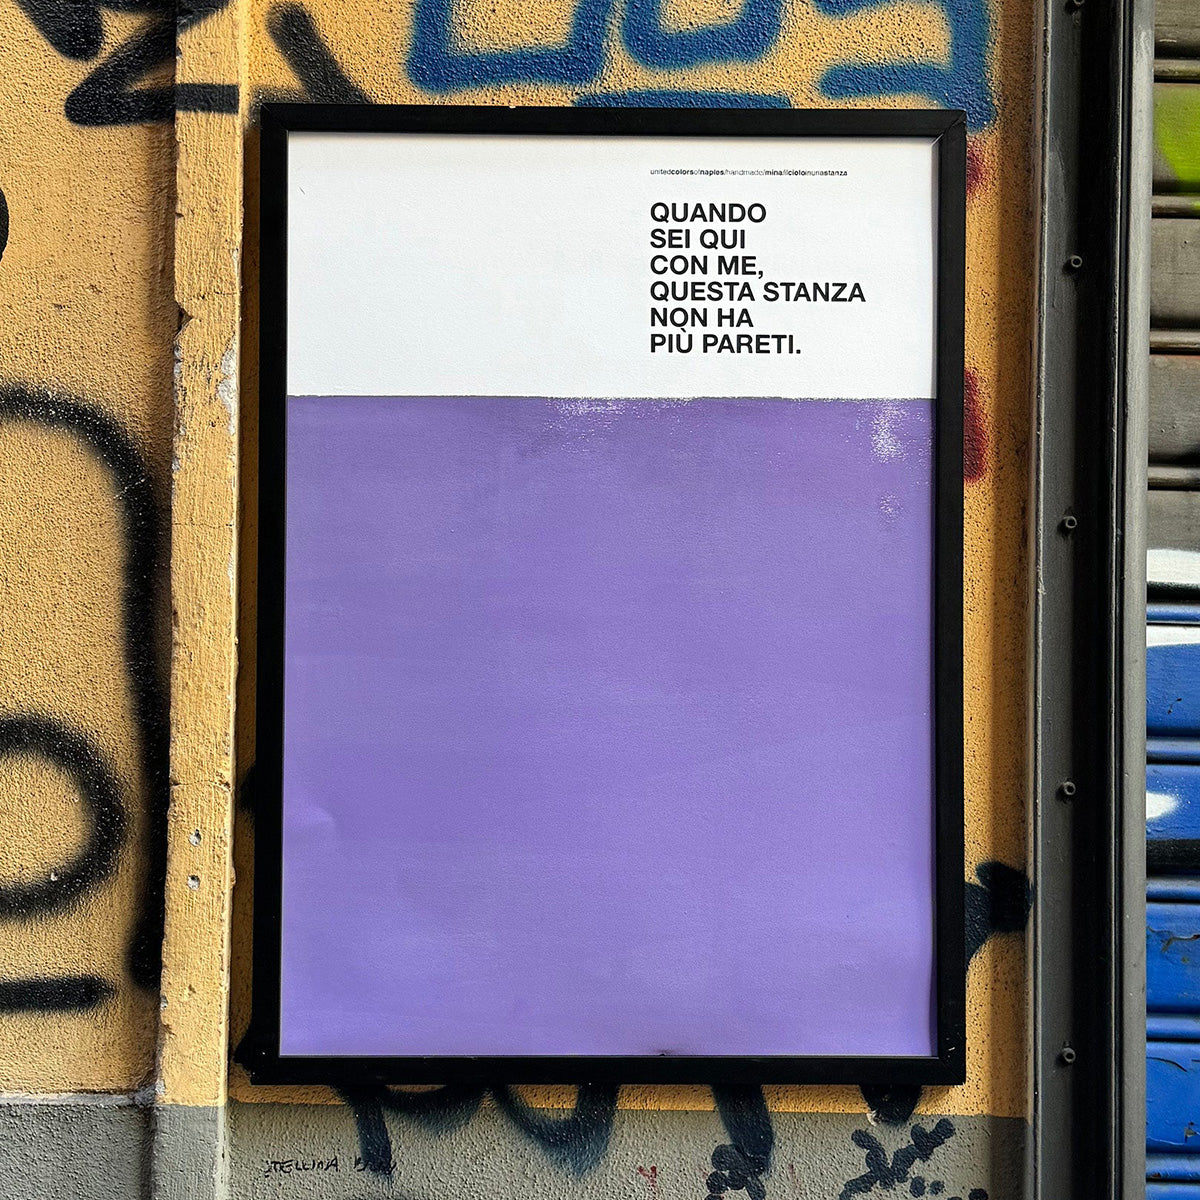 unitedcolorsofnaples/handmade/mina/ilcieloinunastanza
QUANDO
SEI QUI
CON ME,
QUESTA STANZA
NON HA
PIÙ PARETI.